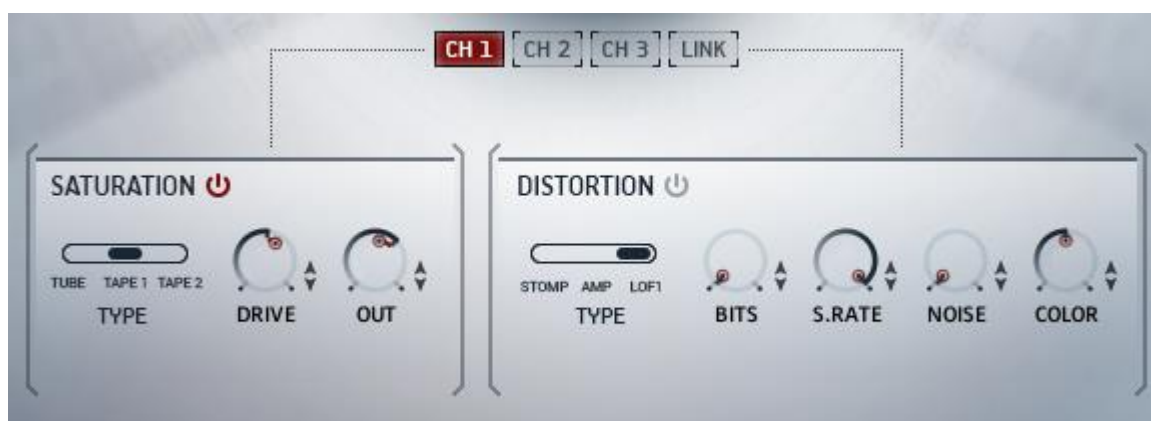 CH 1 CH 2 CH 3 LINK
SATURATION
TUBE TAPE 1 TAPE 2
TYPE DRIVE OUT
DISTORTION
STOMP AMP LOF1
TYPE BITS S.RATE NOISE COLOR